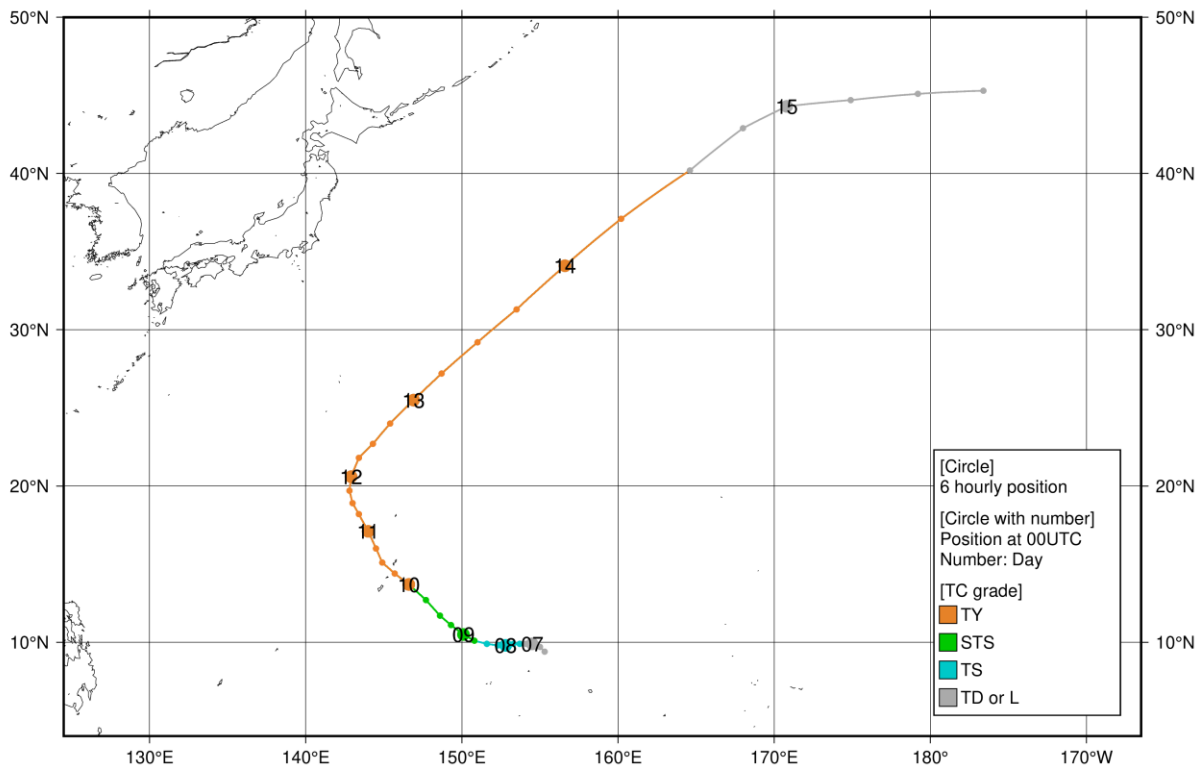 50°N 50°N
15
40°N 40°N
14
30°N 30°N
13
12
20°N 20°N
11
10
09 08 07
10°N 10°N
[Circle]
6 hourly position
[Circle with number]
Position at 00UTC
Number: Day
[TC grade]
TY
STS
TS
TD or L
130°E 140°E 150°E 160°E 170° 180° 170°W